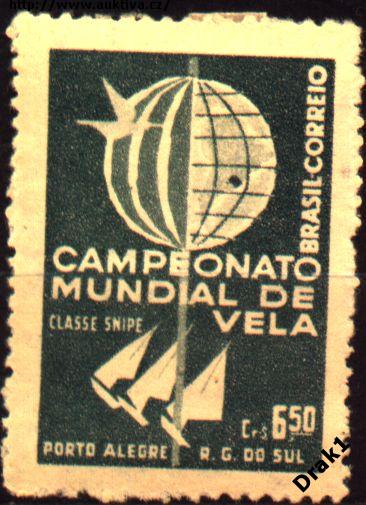 http://www.auktiva.cz/
BRASIL-CORREIO
CAMPEONATO
MUNDIAL DE
VELA
CLASSE SNIPE
Cr$ 6,50
PORTO ALEGRE R. G. DO SUL
Drak1